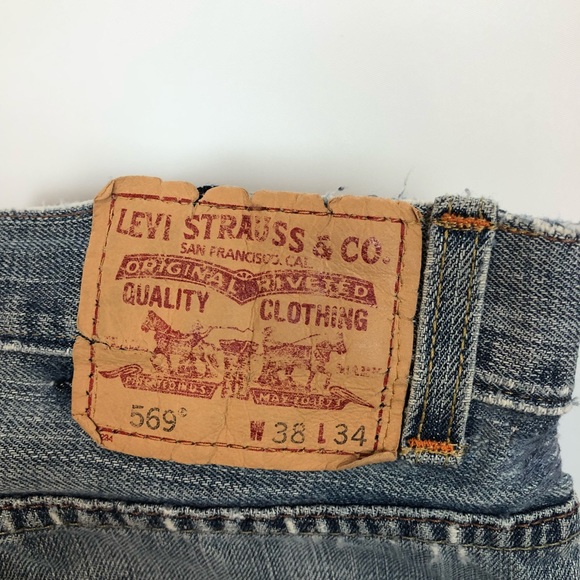 LEVI STRAUSS & CO.
SAN FRANCISCO, CAL.
ORIGINAL RIVETED
QUALITY CLOTHING
569
W 38 L 34